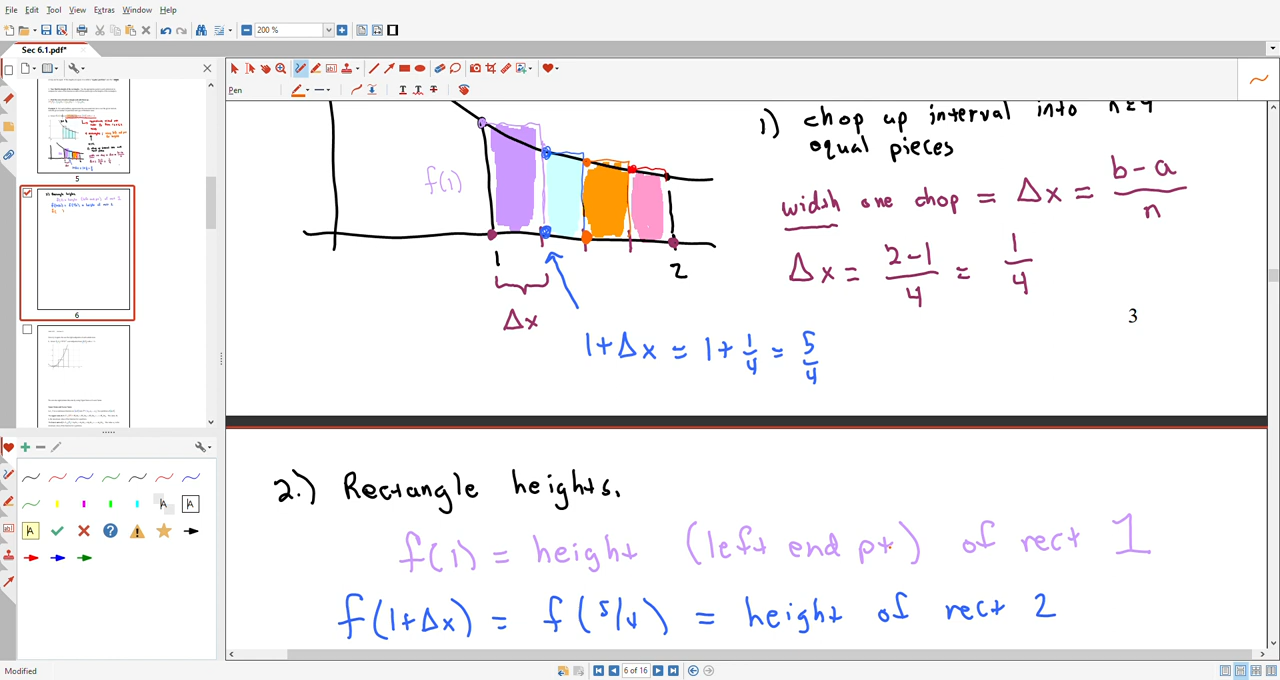 File Edit Tool View Extras Window Help
200 %
Sec 6.1.pdf*
Pen
5
6
f(1)
1
2
Δx
1+Δx = 1+ 1/4 = 5/4
1) chop up interval into n=4
equal pieces
width one chop = Δx = b-a/n
Δx = 2-1/4 = 1/4
3
2.) Rectangle heights.
f(1) = height (left end pt) of rect 1
f(1+Δx) = f(5/4) = height of rect 2
Modified
6 of 16